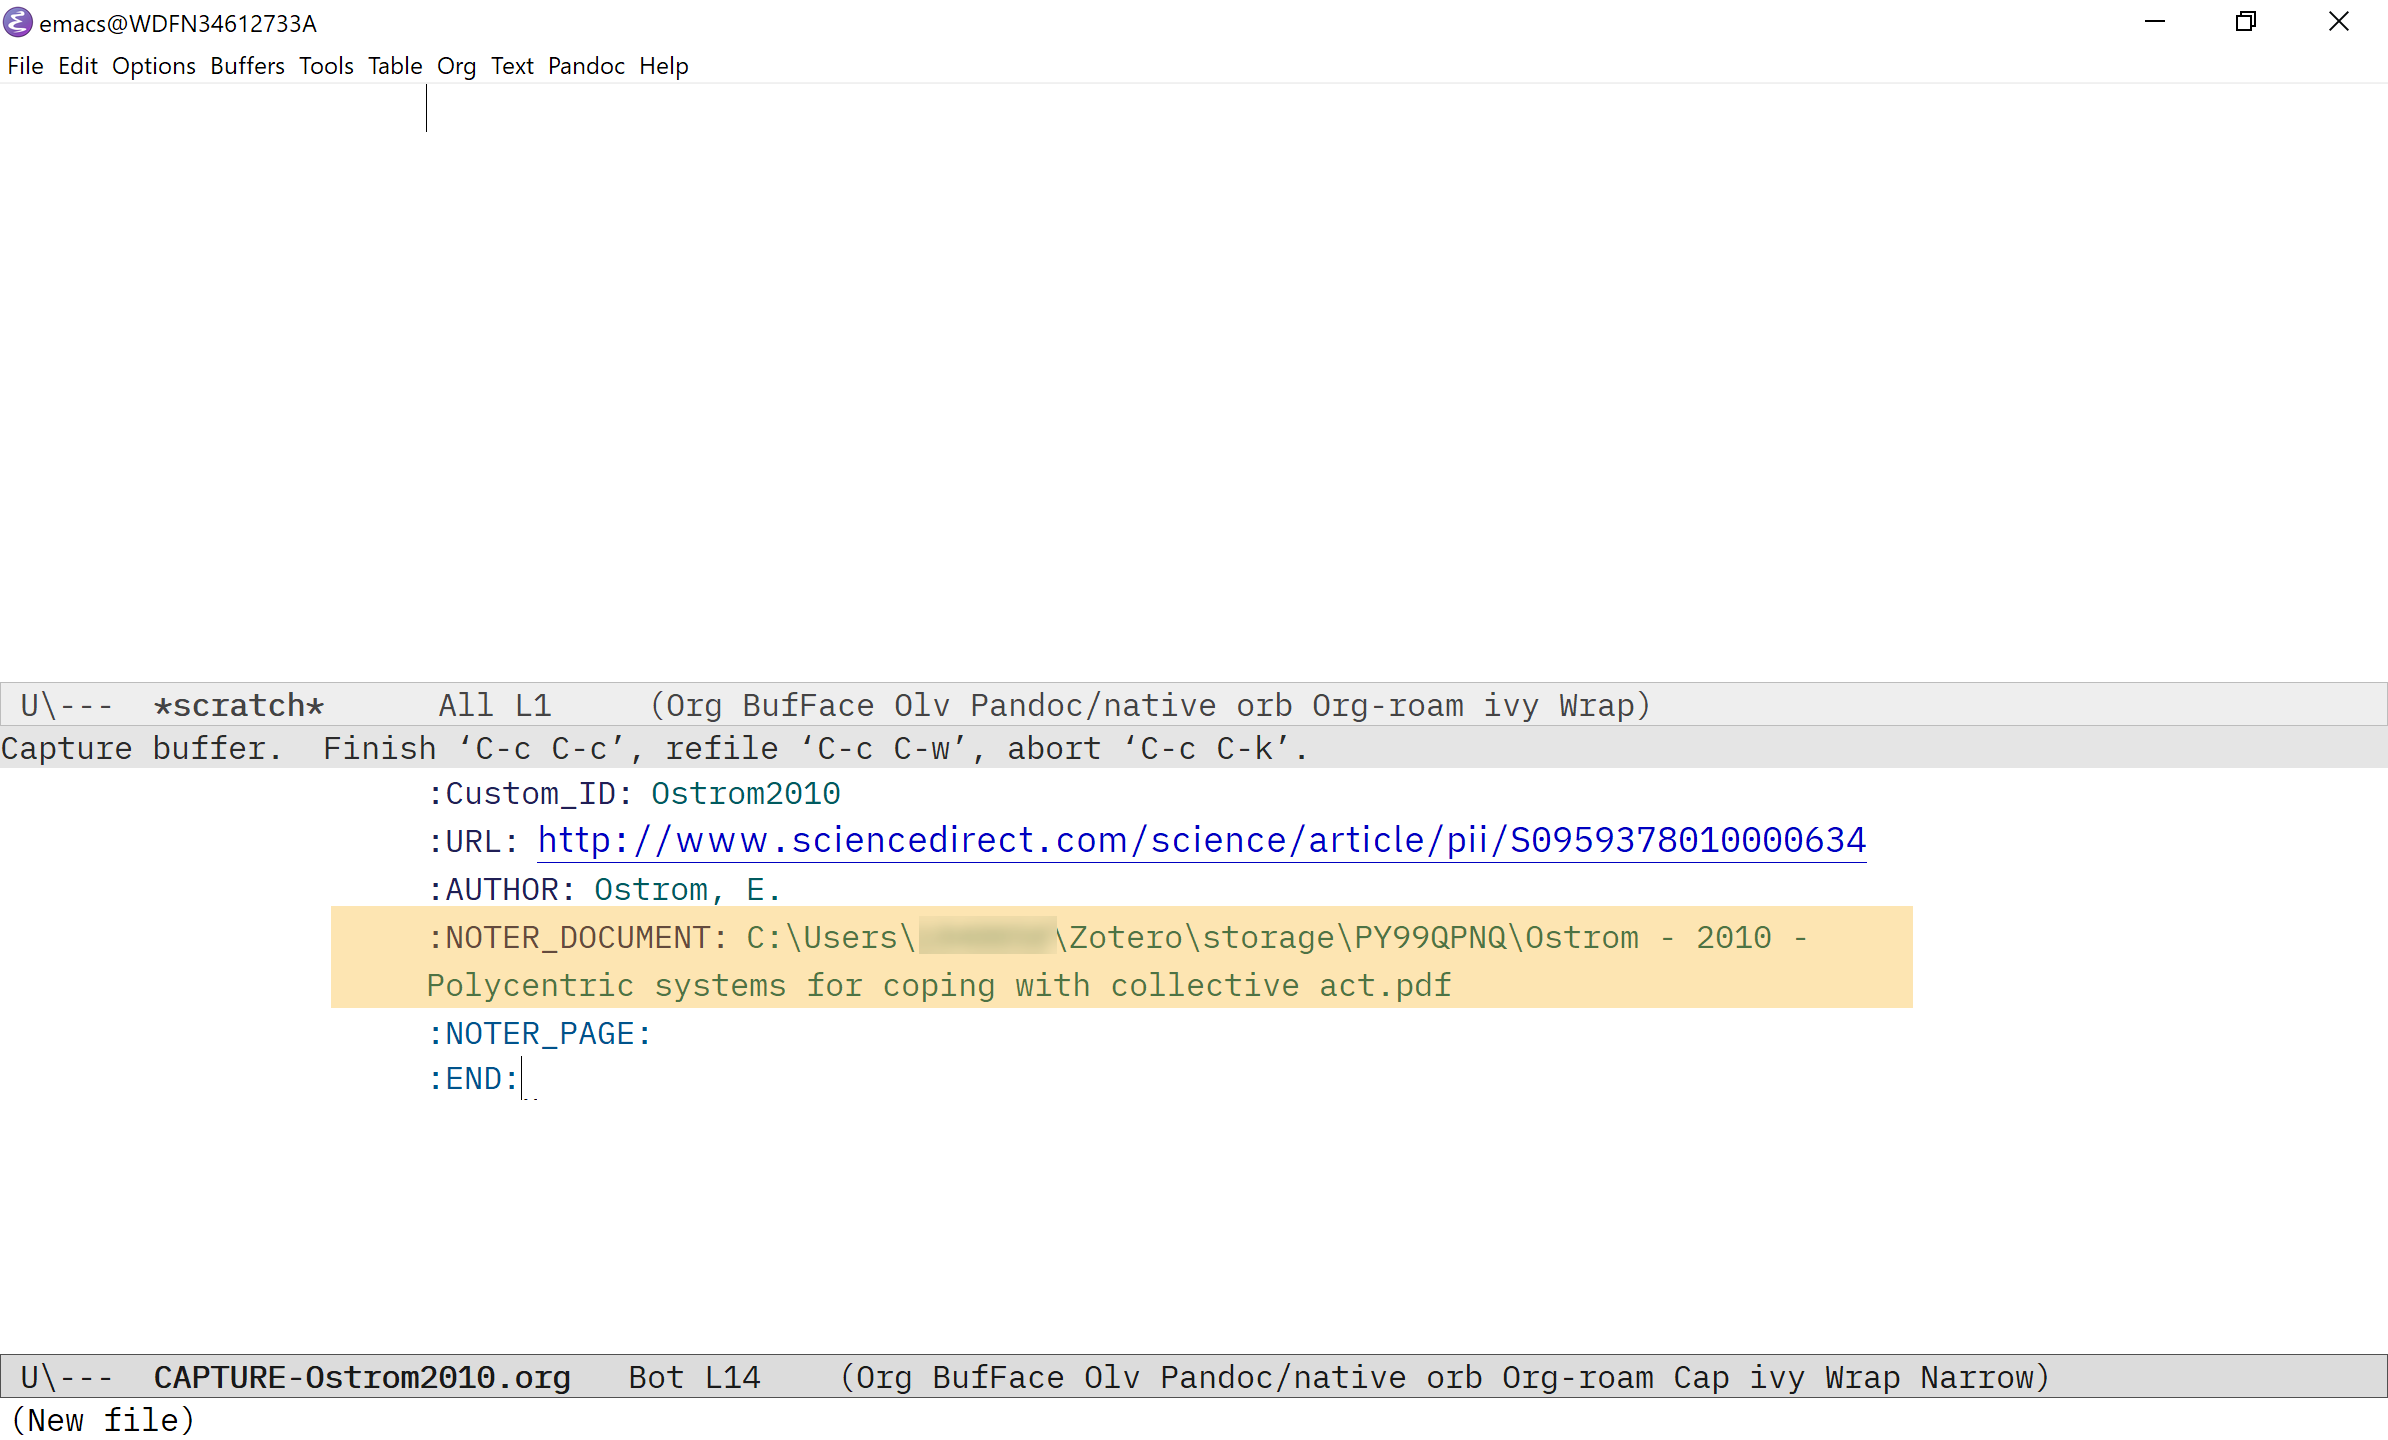 emacs@WDFN34612733A
File Edit Options Buffers Tools Table Org Text Pandoc Help
U\--- *scratch* All L1 (Org BufFace Olv Pandoc/native orb Org-roam ivy Wrap)
Capture buffer. Finish ‘C-c C-c’, refile ‘C-c C-w’, abort ‘C-c C-k’.
:Custom_ID: Ostrom2010
:URL: http://www.sciencedirect.com/science/article/pii/S0959378010000634
:AUTHOR: Ostrom, E.
:NOTER_DOCUMENT: C:\Users\ \Zotero\storage\PY99QPNQ\Ostrom - 2010 -
Polycentric systems for coping with collective act.pdf
:NOTER_PAGE:
:END:
U\--- CAPTURE-Ostrom2010.org Bot L14 (Org BufFace Olv Pandoc/native orb Org-roam Cap ivy Wrap Narrow)
(New file)